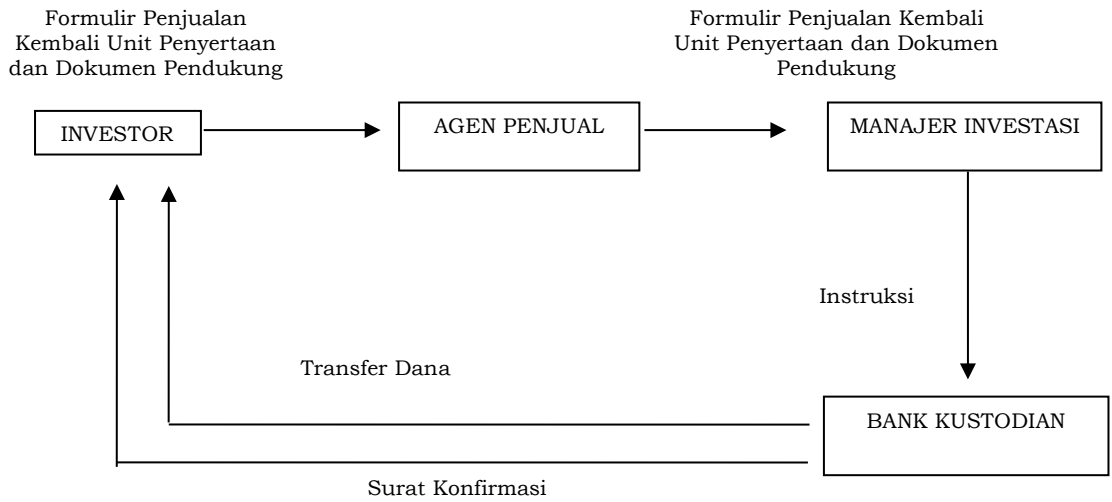 Formulir Penjualan
Kembali Unit Penyertaan
dan Dokumen Pendukung
Formulir Penjualan Kembali
Unit Penyertaan dan Dokumen
Pendukung
INVESTOR
AGEN PENJUAL
MANAJER INVESTASI
Instruksi
Transfer Dana
BANK KUSTODIAN
Surat Konfirmasi